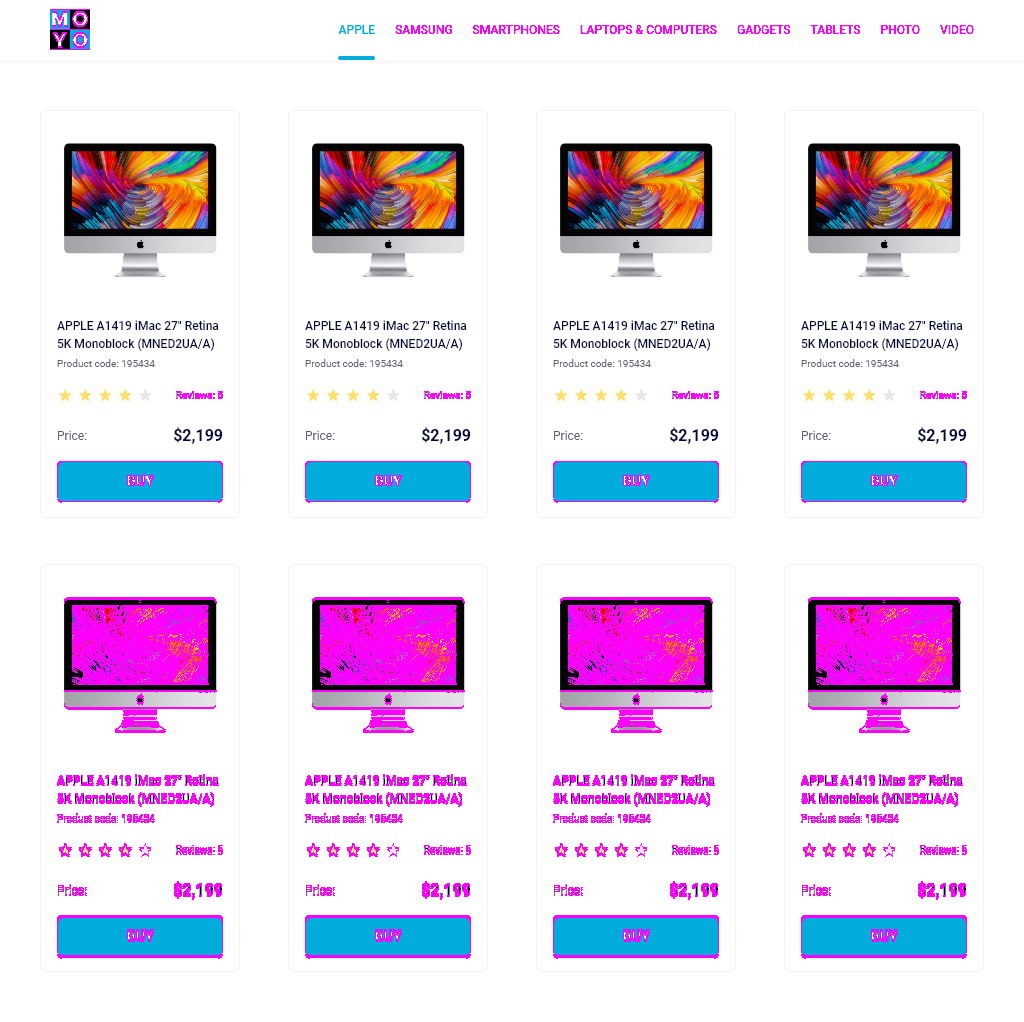 MO
YO
APPLE SAMSUNG SMARTPHONES LAPTOPS & COMPUTERS GADGETS TABLETS PHOTO VIDEO
APPLE A1419 iMac 27" Retina APPLE A1419 iMac 27" Retina APPLE A1419 iMac 27" Retina APPLE A1419 iMac 27" Retina
5K Monoblock (MNED2UA/A) 5K Monoblock (MNED2UA/A) 5K Monoblock (MNED2UA/A) 5K Monoblock (MNED2UA/A)
Product code: 195434 Product code: 195434 Product code: 195434 Product code: 195434
Reviews: 5 Reviews: 5 Reviews: 5 Reviews: 5
Price: $2,199 Price: $2,199 Price: $2,199 Price: $2,199
BUY BUY BUY BUY
APPLE A1419 iMac 27" Retina APPLE A1419 iMac 27" Retina APPLE A1419 iMac 27" Retina APPLE A1419 iMac 27" Retina
5K Monoblock (MNED2UA/A) 5K Monoblock (MNED2UA/A) 5K Monoblock (MNED2UA/A) 5K Monoblock (MNED2UA/A)
Product code: 195434 Product code: 195434 Product code: 195434 Product code: 195434
Reviews: 5 Reviews: 5 Reviews: 5 Reviews: 5
Price: $2,199 Price: $2,199 Price: $2,199 Price: $2,199
BUY BUY BUY BUY